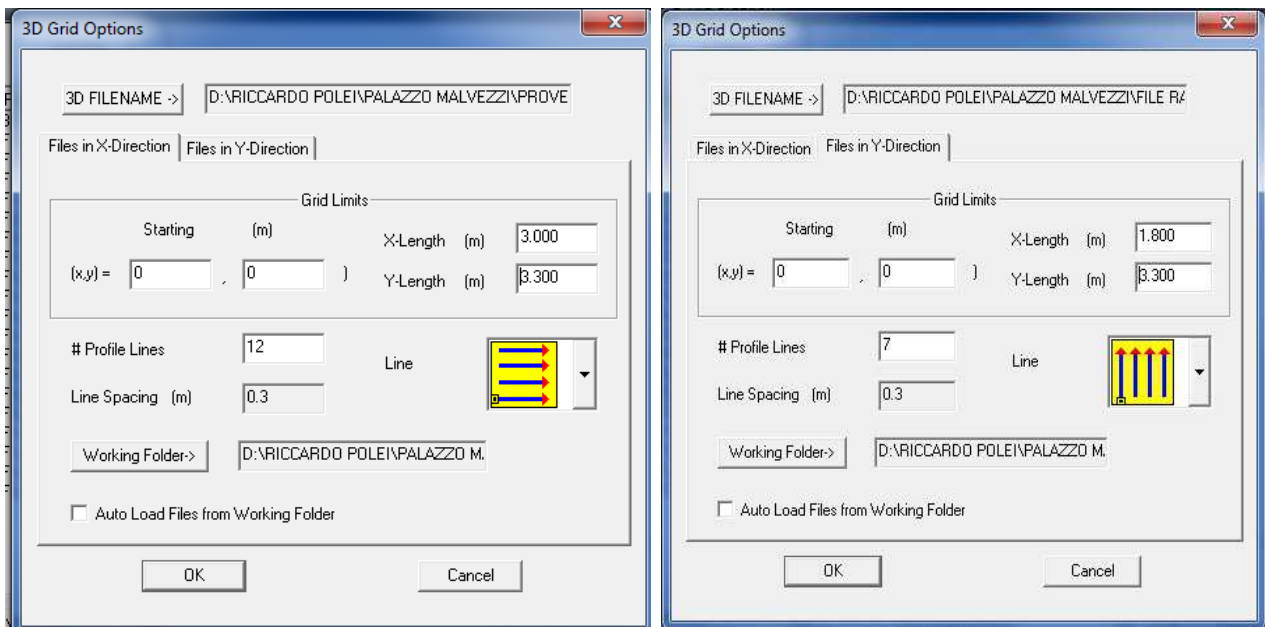 3D Grid Options
3D FILENAME -> D:\RICCARDO POLEI\PALAZZO MALVEZZI\PROVE
Files in X-Direction Files in Y-Direction
Grid Limits
Starting (m)
X-Length (m) 3.000
(x,y) = 0 , 0 )
Y-Length (m) 3.300
# Profile Lines 12
Line
Line Spacing (m) 0.3
Working Folder-> D:\RICCARDO POLEI\PALAZZO M.
Auto Load Files from Working Folder
OK Cancel
3D Grid Options
3D FILENAME -> D:\RICCARDO POLEI\PALAZZO MALVEZZI\FILE RA
Files in X-Direction Files in Y-Direction
Grid Limits
Starting (m)
X-Length (m) 1.800
(x,y) = 0 , 0 )
Y-Length (m) 3.300
# Profile Lines 7
Line
Line Spacing (m) 0.3
Working Folder-> D:\RICCARDO POLEI\PALAZZO M.
Auto Load Files from Working Folder
OK Cancel